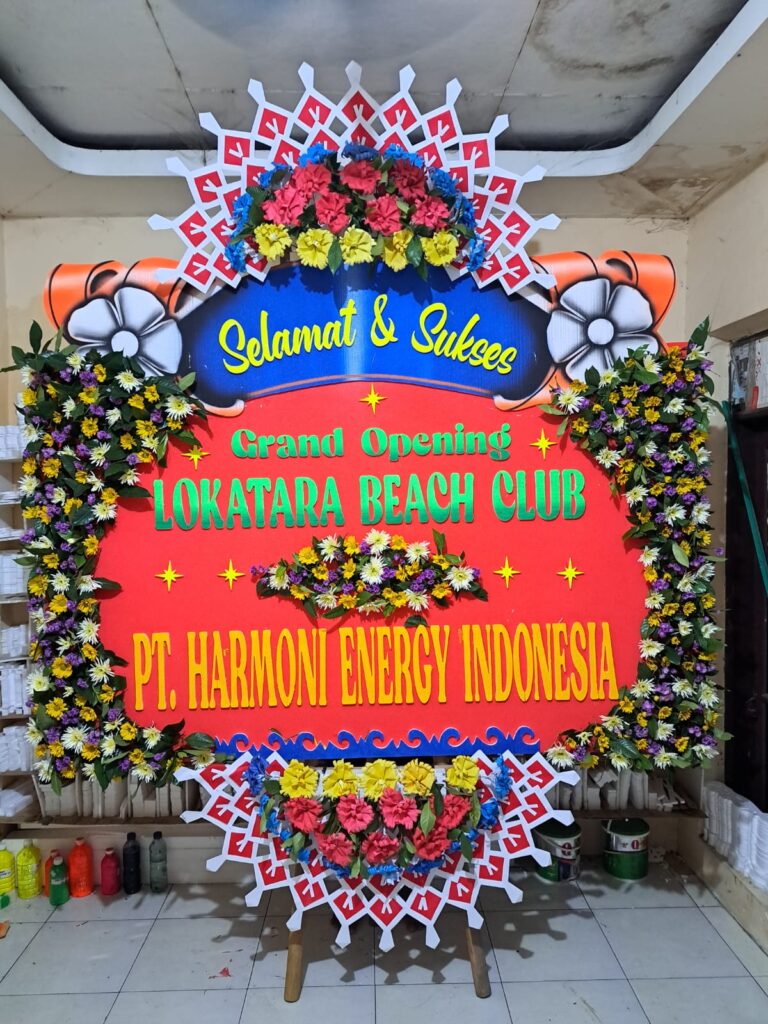 Selamat & Sukses
Grand Opening
LOKATARA BEACH CLUB
PT. HARMONI ENERGY INDONESIA